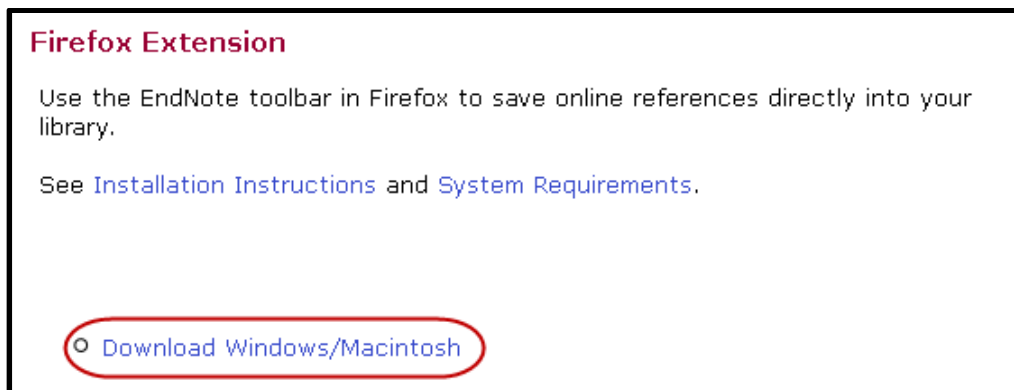 Firefox Extension
Use the EndNote toolbar in Firefox to save online references directly into your
library.
See Installation Instructions and System Requirements.
Download Windows/Macintosh